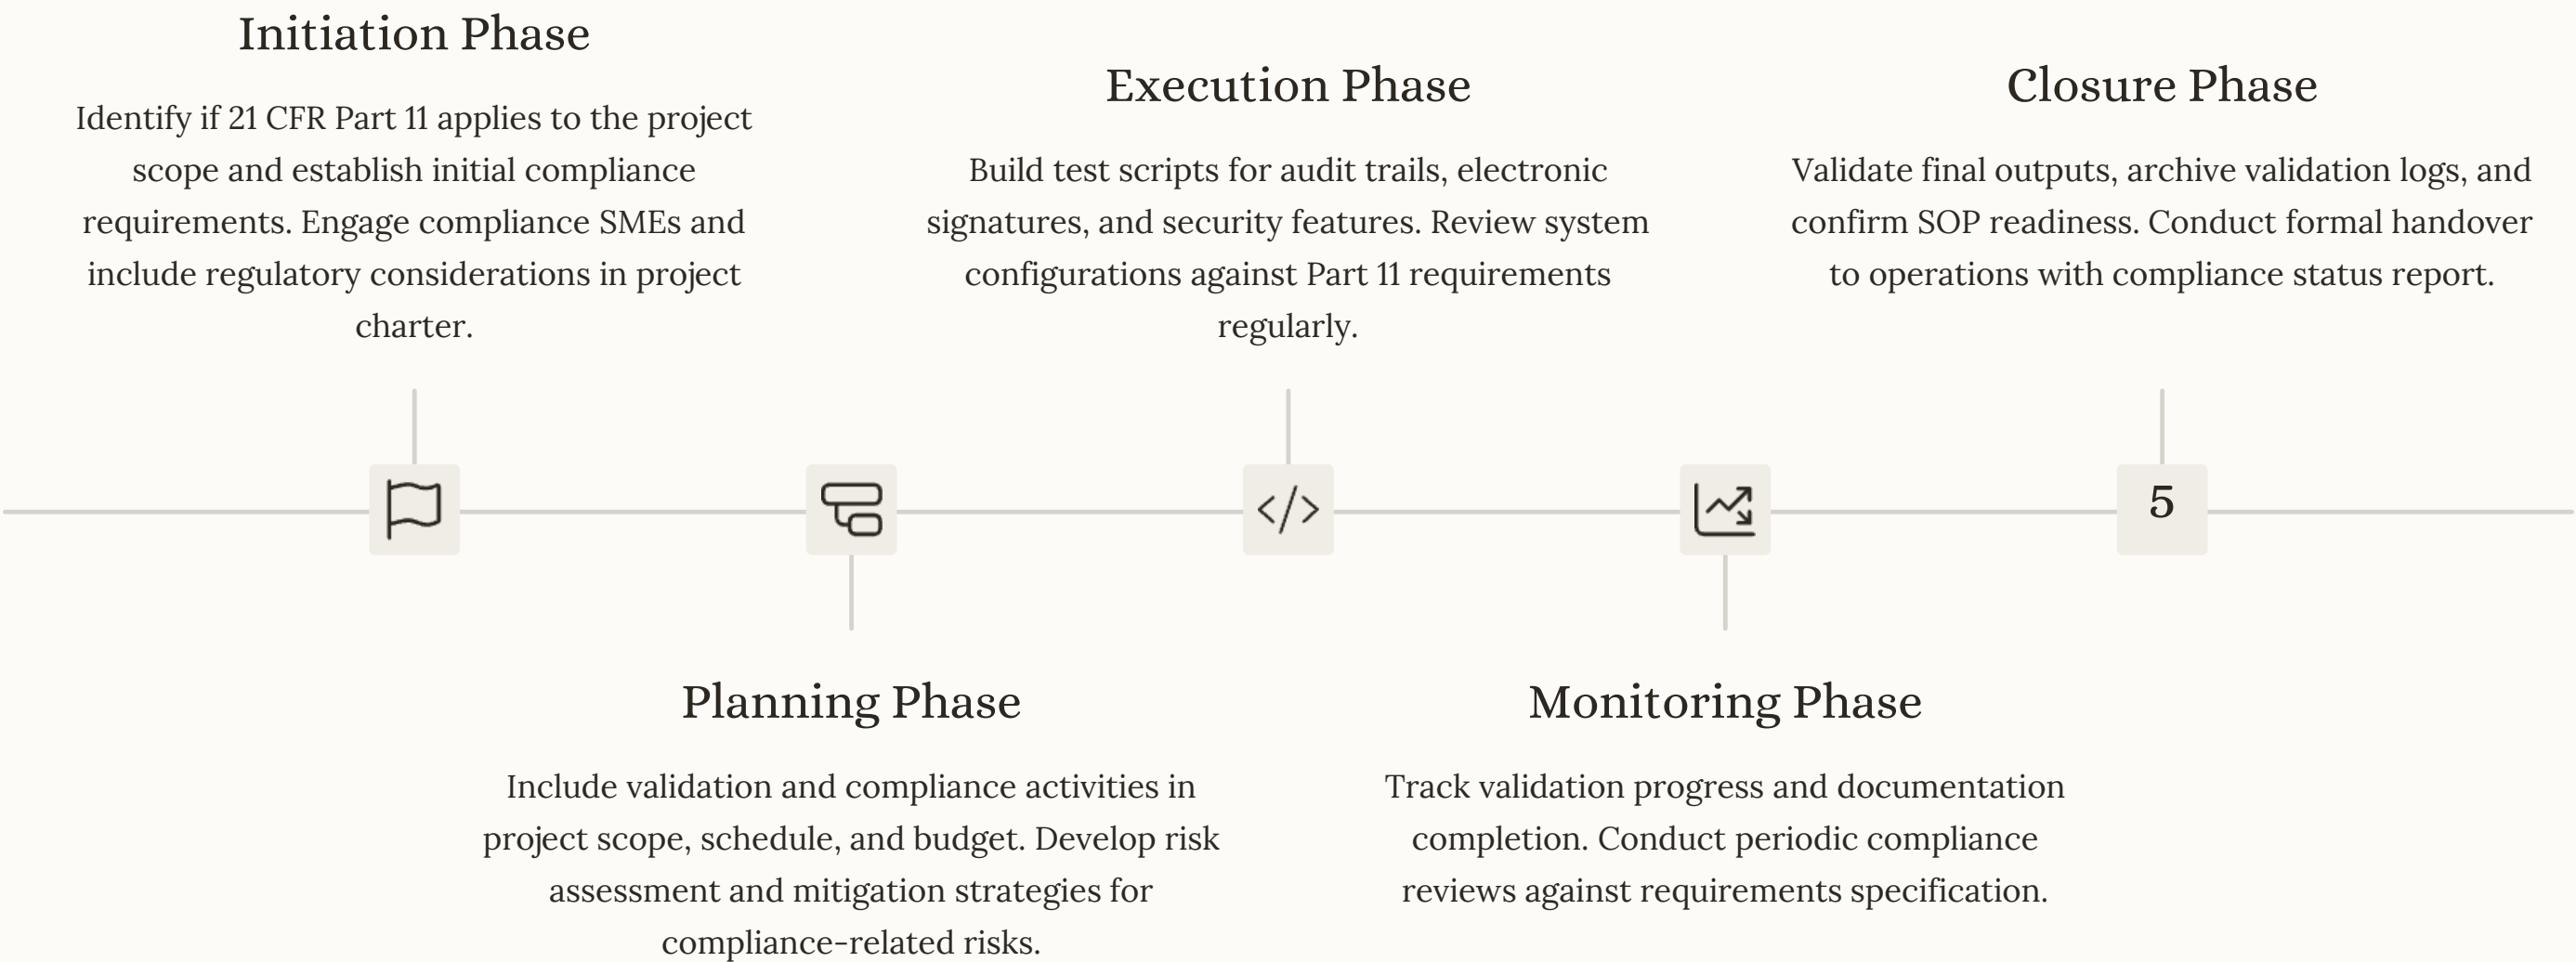 Initiation Phase
Identify if 21 CFR Part 11 applies to the project
scope and establish initial compliance
requirements. Engage compliance SMEs and
include regulatory considerations in project
charter.
Planning Phase
Include validation and compliance activities in
project scope, schedule, and budget. Develop risk
assessment and mitigation strategies for
compliance-related risks.
Execution Phase
Build test scripts for audit trails, electronic
signatures, and security features. Review system
configurations against Part 11 requirements
regularly.
Monitoring Phase
Track validation progress and documentation
completion. Conduct periodic compliance
reviews against requirements specification.
Closure Phase
Validate final outputs, archive validation logs, and
confirm SOP readiness. Conduct formal handover
to operations with compliance status report.
5